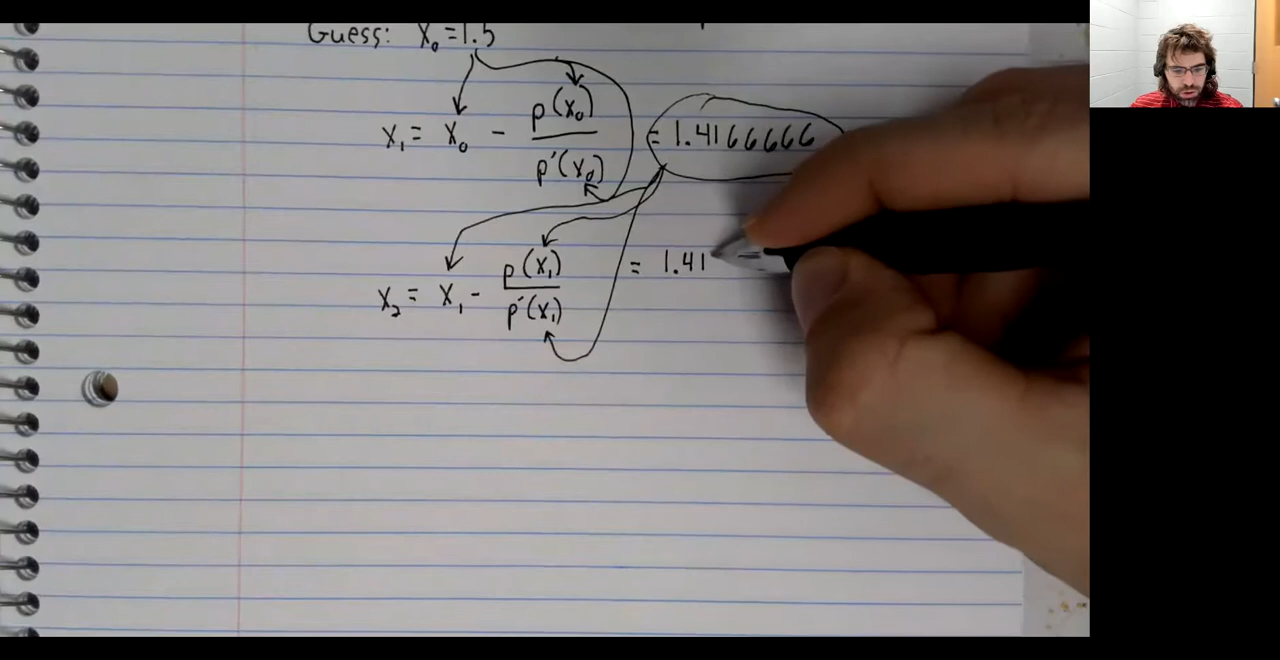 Guess: x₀ = 1.5
x₁ = x₀ - p(x₀)/p'(x₀) = 1.4166666
x₂ = x₁ - p(x₁)/p'(x₁) = 1.41